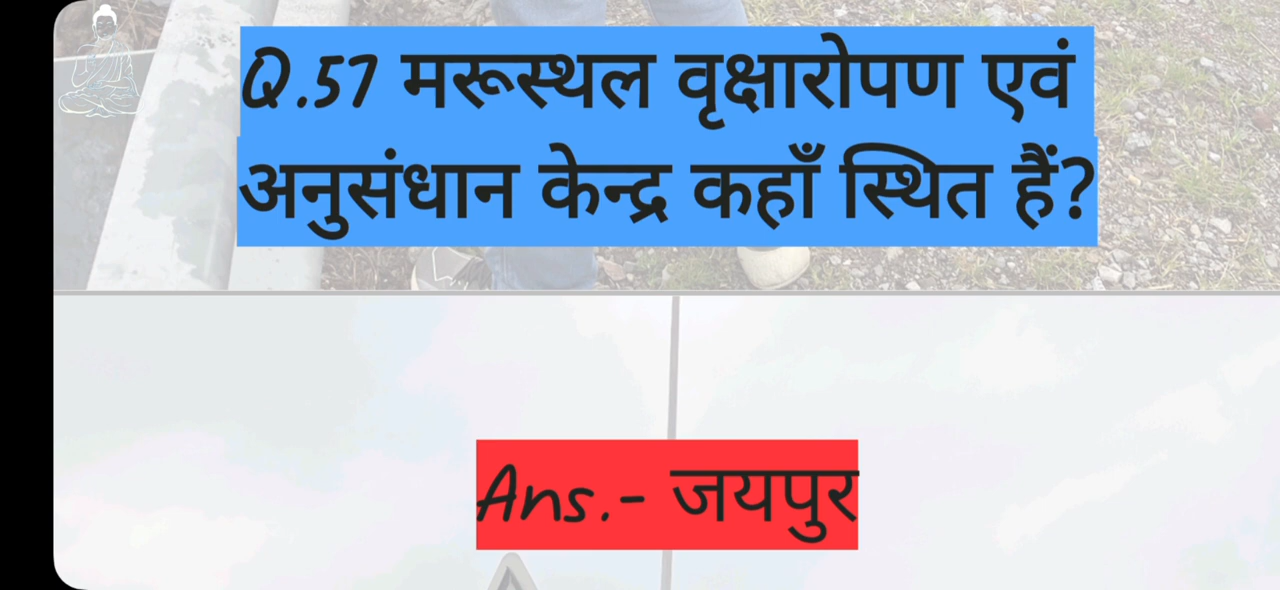 Q.57 मरूस्थल वृक्षारोपण एवं
अनुसंधान केन्द्र कहाँ स्थित हैं?
Ans.- जयपुर